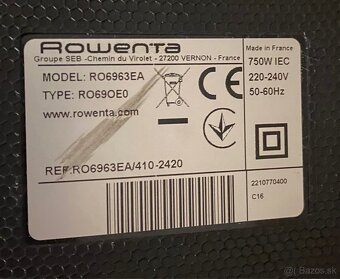 Rowenta
Groupe SEB -Chemin du Virolet - 27200 VERNON - France
MODEL: RO6963EA
TYPE: RO69OE0
www.rowenta.com
REF:RO6963EA/410-2420
Made in France
750W IEC
220-240V
50-60Hz
2210770400
C16
© Bazos.sk